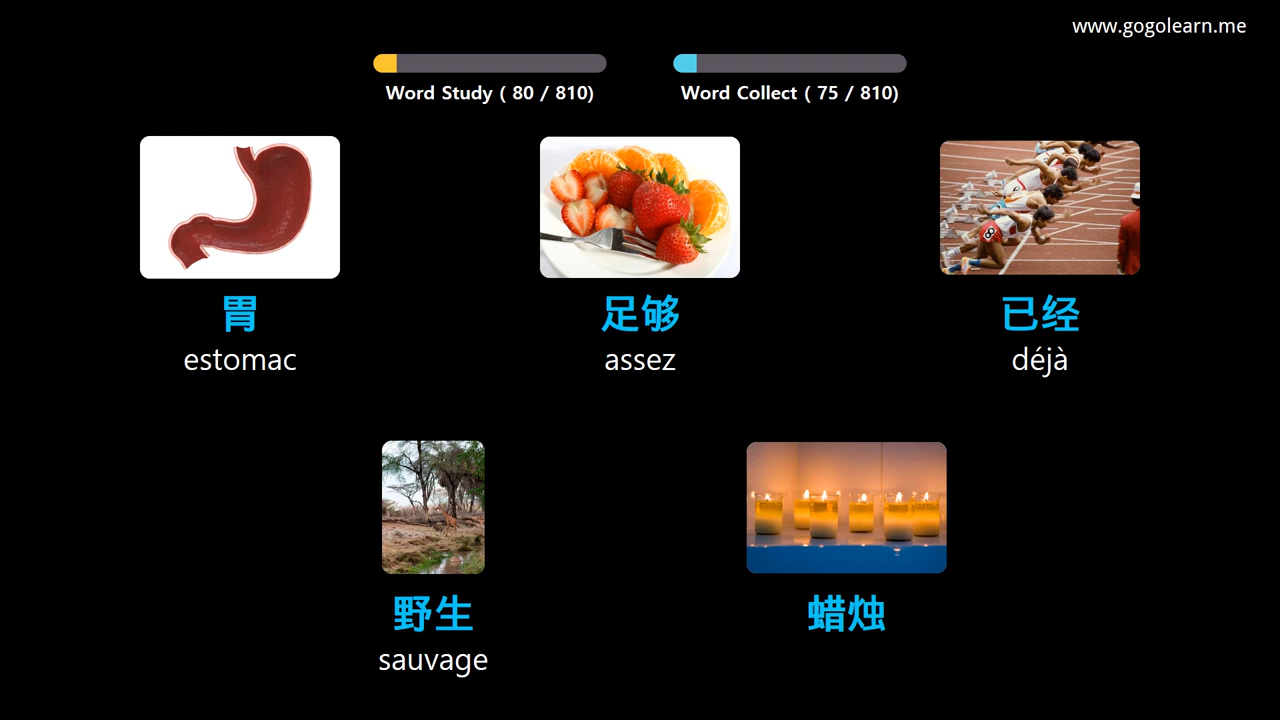 www.gogolearn.me
Word Study ( 80 / 810)
Word Collect ( 75 / 810)
胃
estomac
足够
assez
已经
déjà
野生
sauvage
蜡烛